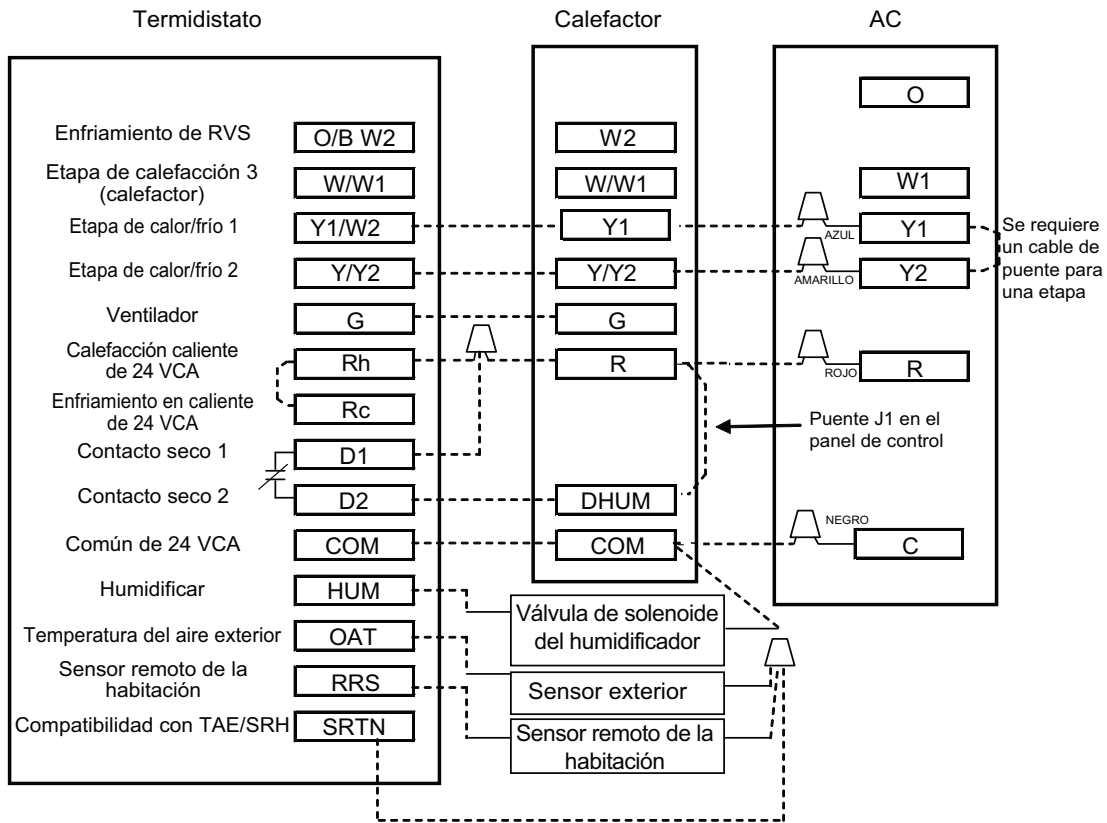 Termidistato
Calefactor
AC
O
Enfriamiento de RVS
O/B W2
W2
Etapa de calefacción 3
(calefactor)
W/W1
W/W1
W1
Etapa de calor/frío 1
Y1/W2
Y1
AZUL
Y1
Se requiere
un cable de
puente para
una etapa
Etapa de calor/frío 2
Y/Y2
Y/Y2
AMARILLO
Y2
Ventilador
G
G
Calefacción caliente
de 24 VCA
Rh
R
ROJO
R
Enfriamiento en caliente
de 24 VCA
Rc
Puente J1 en el
panel de control
Contacto seco 1
D1
Contacto seco 2
D2
DHUM
Común de 24 VCA
COM
COM
NEGRO
C
Humidificar
HUM
Válvula de solenoide
del humidificador
Temperatura del aire exterior
OAT
Sensor exterior
Sensor remoto de la
habitación
RRS
Sensor remoto de la
habitación
Compatibilidad con TAE/SRH
SRTN